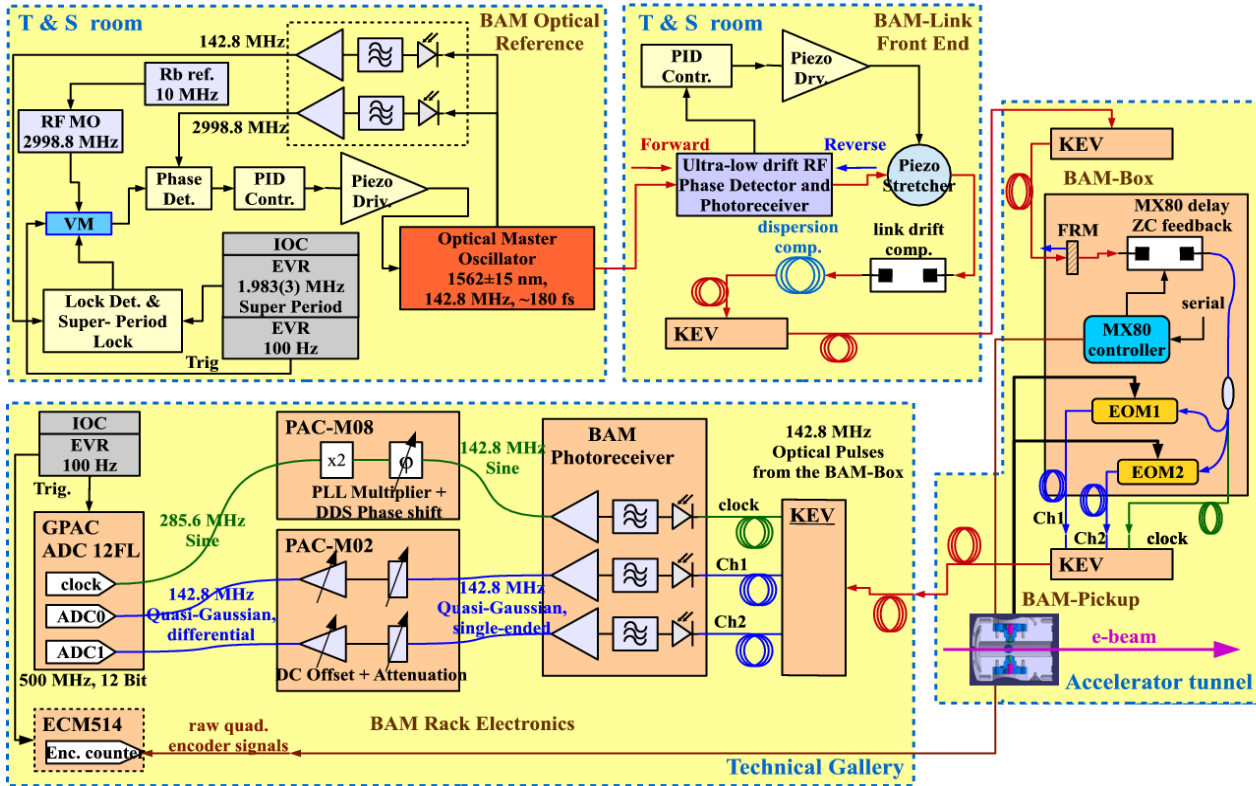 T & S room
BAM Optical
Reference
142.8 MHz
Rb ref.
10 MHz
RF MO
2998.8 MHz
2998.8 MHz
Phase
Det.
PID
Contr.
Piezo
Driv.
VM
IOC
EVR
1.983(3) MHz
Super Period
EVR
100 Hz
Optical Master
Oscillator
1562±15 nm,
142.8 MHz, ~180 fs
Lock Det. &
Super- Period
Lock
Trig
T & S room
BAM-Link
Front End
PID
Contr.
Piezo
Drv.
Forward
Reverse
Ultra-low drift RF
Phase Detector and
Photoreceiver
Piezo
Stretcher
dispersion
comp.
link drift
comp.
KEV
KEV
BAM-Box
MX80 delay
ZC feedback
FRM
serial
MX80
controller
EOM1
EOM2
Ch1
Ch2
clock
KEV
BAM-Pickup
e-beam
Accelerator tunnel
IOC
EVR
100 Hz
Trig.
PAC-M08
x2
φ
PLL Multiplier +
DDS Phase shift
142.8 MHz
Sine
BAM
Photoreceiver
142.8 MHz
Optical Pulses
from the BAM-Box
GPAC
ADC 12FL
285.6 MHz
Sine
clock
KEV
PAC-M02
clock
ADC0
ADC1
142.8 MHz
Quasi-Gaussian,
differential
142.8 MHz
Quasi-Gaussian,
single-ended
Ch1
Ch2
DC Offset + Attenuation
500 MHz, 12 Bit
ECM514
Enc. counter
raw quad.
encoder signals
BAM Rack Electronics
Technical Gallery